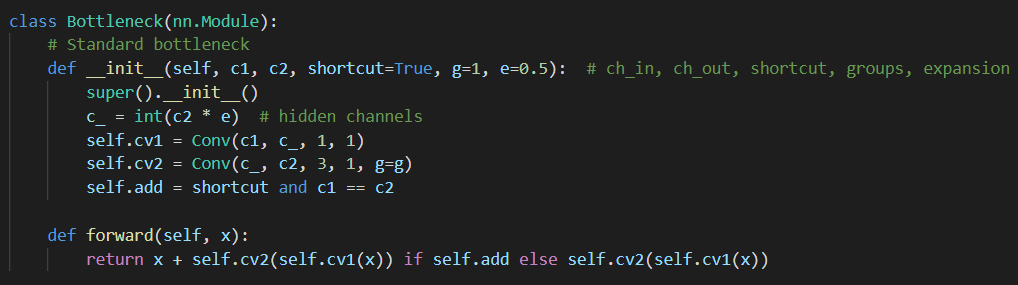 class Bottleneck(nn.Module):
    # Standard bottleneck
    def __init__(self, c1, c2, shortcut=True, g=1, e=0.5):  # ch_in, ch_out, shortcut, groups, expansion
        super().__init__()
        c_ = int(c2 * e)  # hidden channels
        self.cv1 = Conv(c1, c_, 1, 1)
        self.cv2 = Conv(c_, c2, 3, 1, g=g)
        self.add = shortcut and c1 == c2

    def forward(self, x):
        return x + self.cv2(self.cv1(x)) if self.add else self.cv2(self.cv1(x))